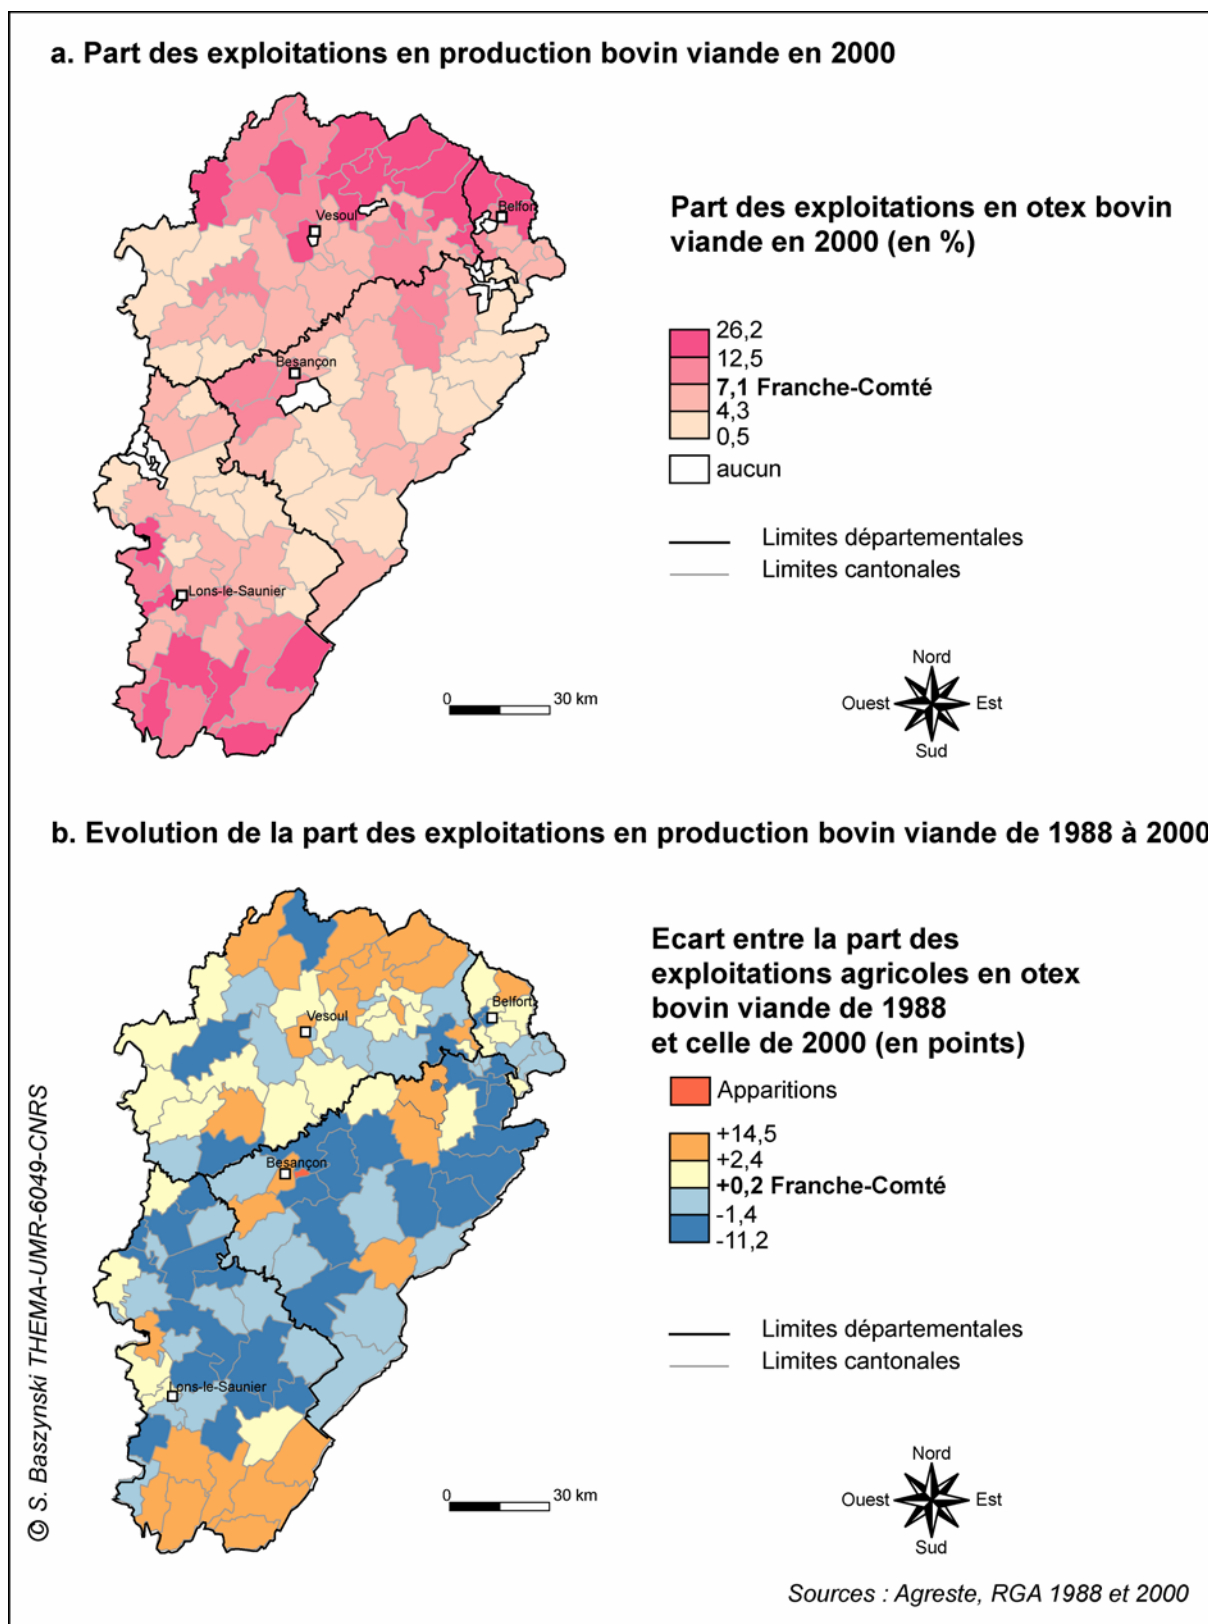 a. Part des exploitations en production bovin viande en 2000
Vesoul
Belfort
Besançon
Lons-le-Saunier
Part des exploitations en otex bovin
viande en 2000 (en %)
26,2
12,5
7,1 Franche-Comté
4,3
0,5
aucun
Limites départementales
Limites cantonales
0 30 km
Nord
Ouest Est
Sud
b. Evolution de la part des exploitations en production bovin viande de 1988 à 2000
Vesoul
Belfort
Besançon
Lons-le-Saunier
Ecart entre la part des
exploitations agricoles en otex
bovin viande de 1988
et celle de 2000 (en points)
Apparitions
+14,5
+2,4
+0,2 Franche-Comté
-1,4
-11,2
Limites départementales
Limites cantonales
0 30 km
Nord
Ouest Est
Sud
© S. Baszynski THEMA-UMR-6049-CNRS
Sources : Agreste, RGA 1988 et 2000